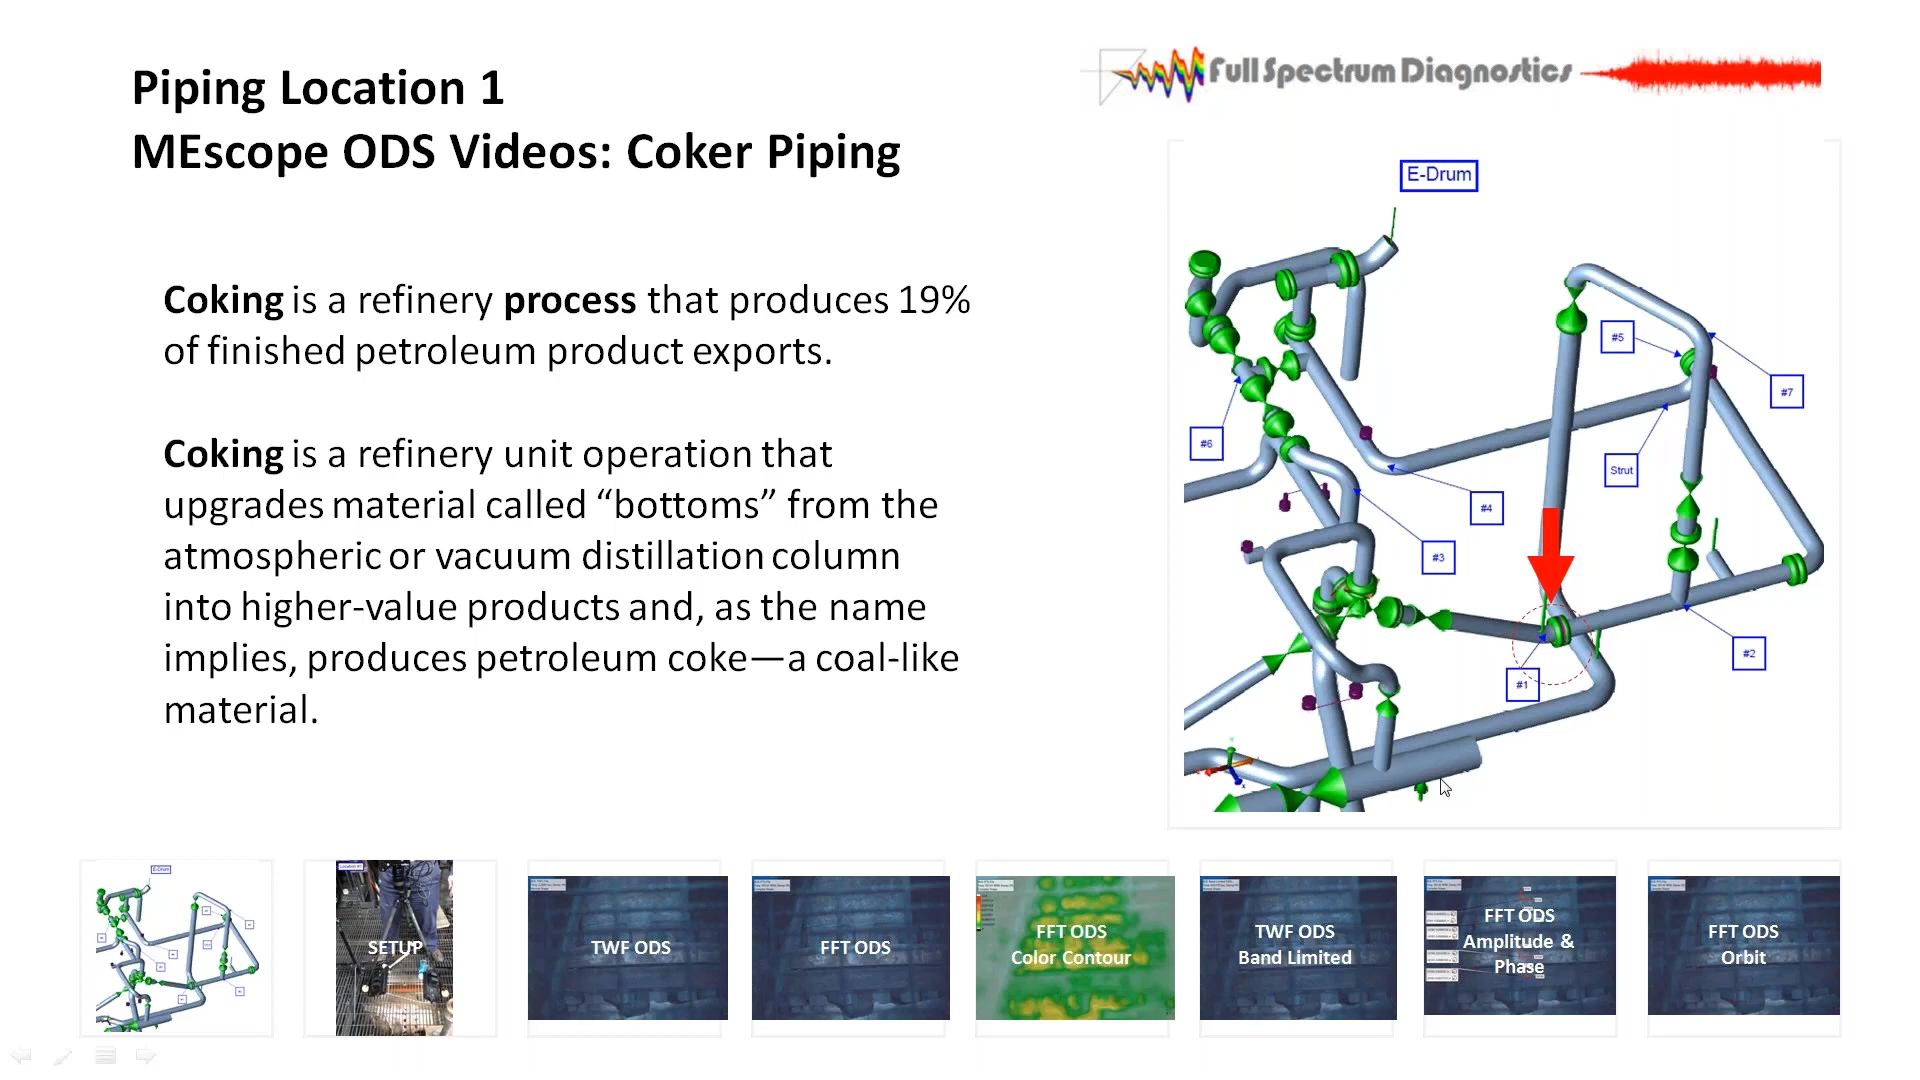 Piping Location 1
MEscope ODS Videos: Coker Piping
Full Spectrum Diagnostics
Coking is a refinery process that produces 19%
of finished petroleum product exports.
Coking is a refinery unit operation that
upgrades material called “bottoms” from the
atmospheric or vacuum distillation column
into higher-value products and, as the name
implies, produces petroleum coke—a coal-like
material.
E-Drum
#5
#7
#6
Strut
#4
#3
#2
#1
SETUP
TWF ODS
FFT ODS
FFT ODS
Color Contour
TWF ODS
Band Limited
FFT ODS
Amplitude &
Phase
FFT ODS
Orbit